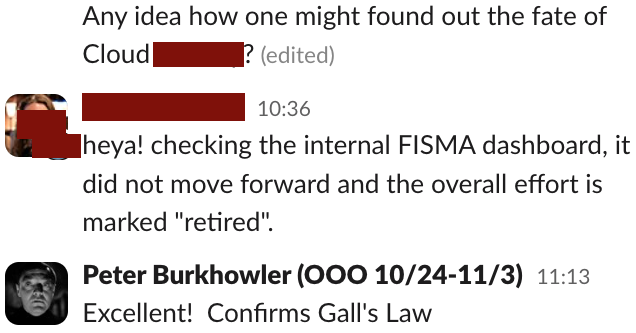 Any idea how one might found out the fate of
Cloud ? (edited)
10:36
heya! checking the internal FISMA dashboard, it
did not move forward and the overall effort is
marked "retired".
Peter Burkhowler (OOO 10/24-11/3) 11:13
Excellent! Confirms Gall's Law